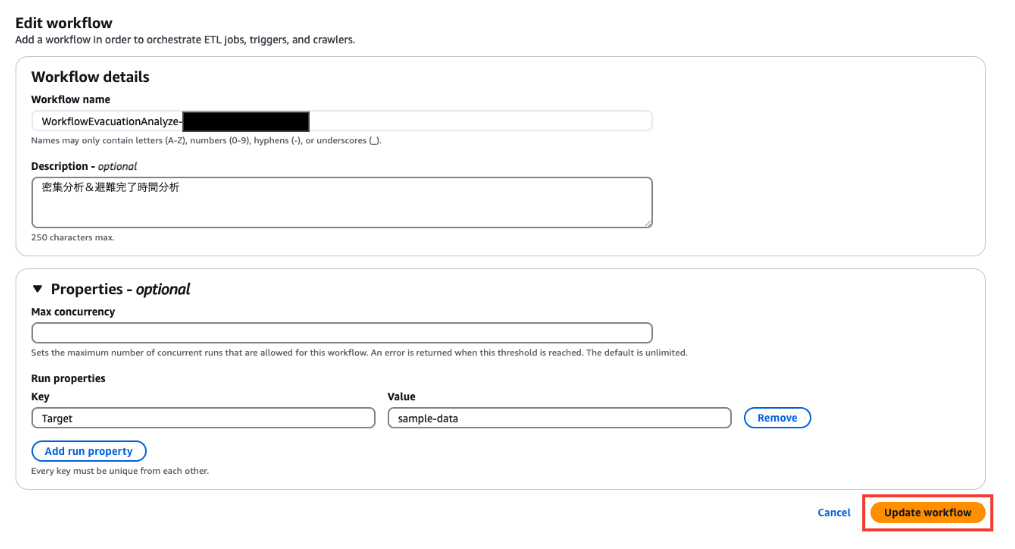 Edit workflow
Add a workflow in order to orchestrate ETL jobs, triggers, and crawlers.
Workflow details
Workflow name
WorkflowEvacuationAnalyze-
Names may only contain letters (A-Z), numbers (0-9), hyphens (-), or underscores (_).
Description - optional
密集分析＆避難完了時間分析
250 characters max.
Properties - optional
Max concurrency
Sets the maximum number of concurrent runs that are allowed for this workflow. An error is returned when this threshold is reached. The default is unlimited.
Run properties
Key Value
Target sample-data Remove
Add run property
Every key must be unique from each other.
Cancel Update workflow